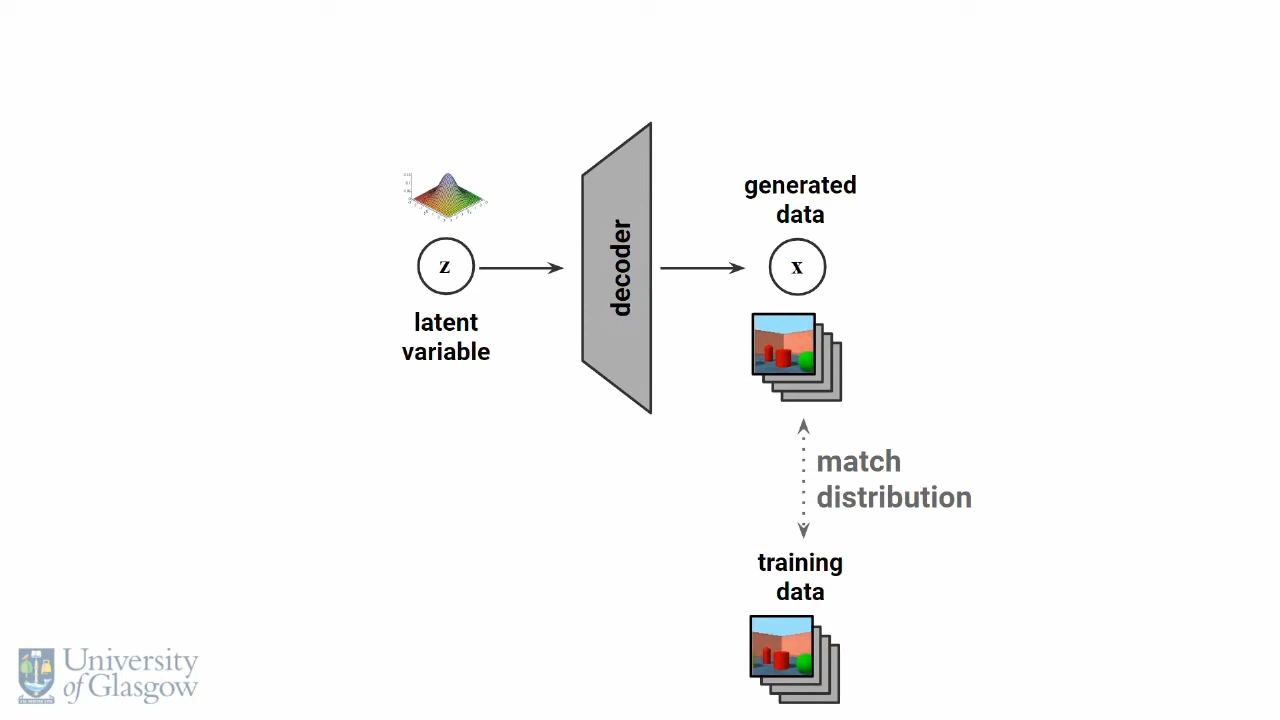 generated
data
z
decoder
x
latent
variable
match
distribution
training
data
University
of Glasgow